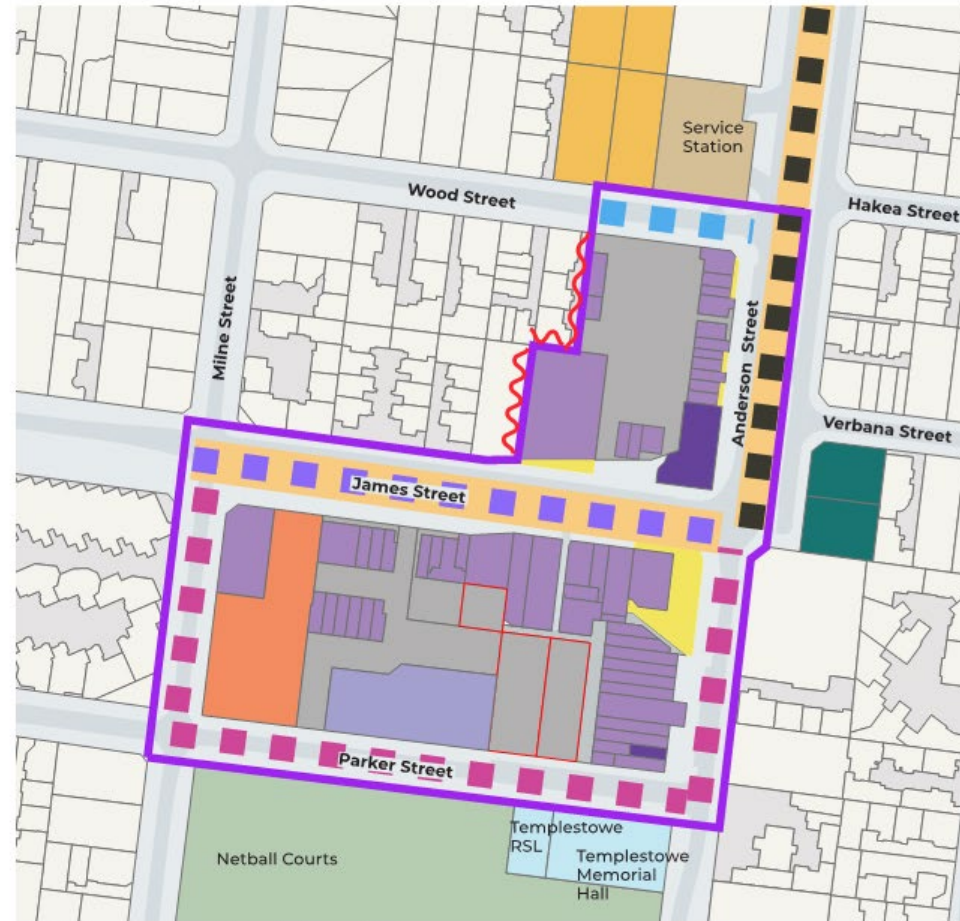 Service
Station
Wood Street
Hakea Street
Milne Street
Anderson Street
Verbana Street
James Street
Parker Street
Templestowe
RSL
Netball Courts
Templestowe
Memorial
Hall